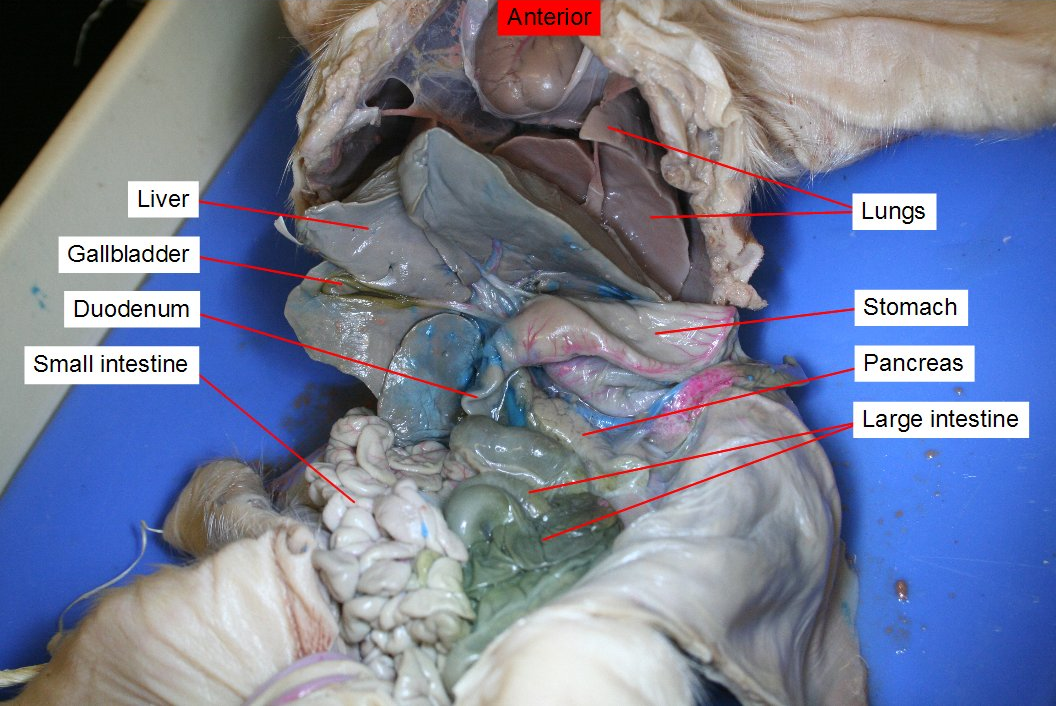 Anterior
Liver
Gallbladder
Duodenum
Small intestine
Lungs
Stomach
Pancreas
Large intestine